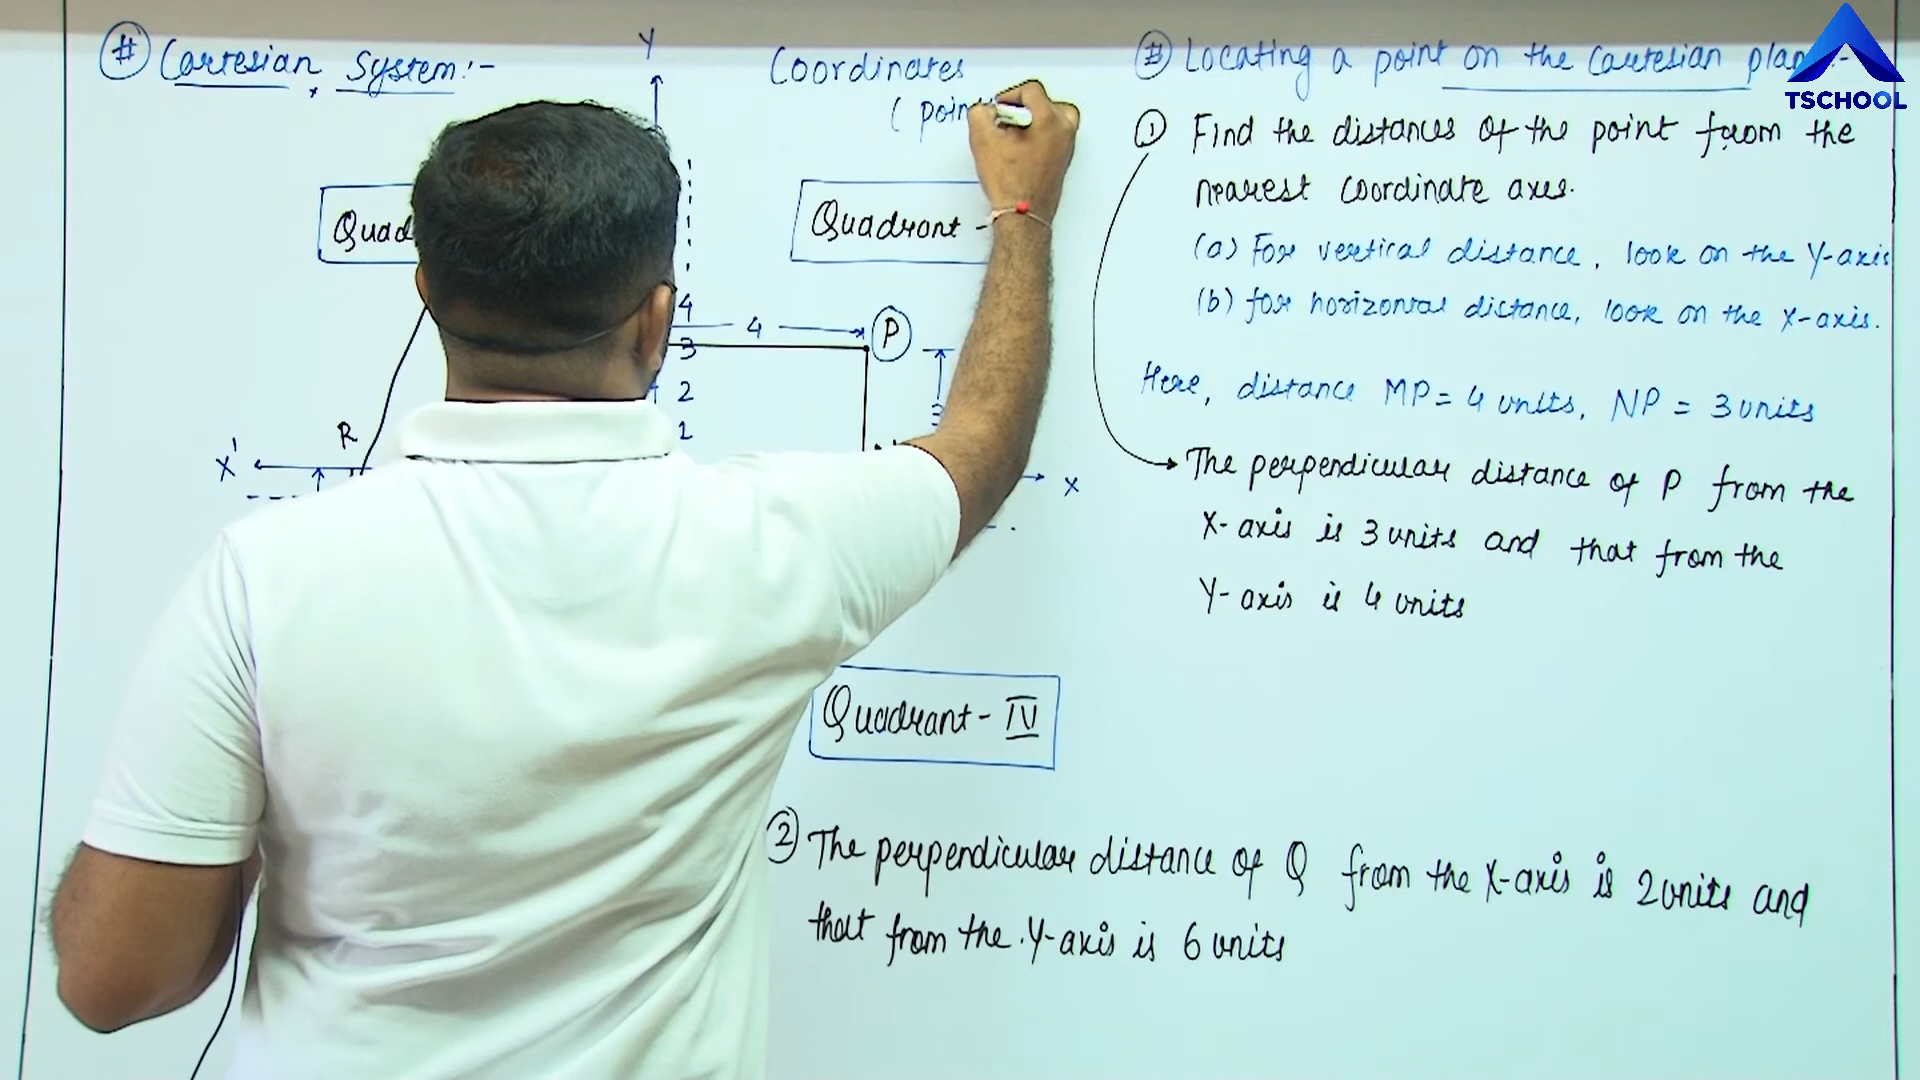 # Cartesian System:-
Y
Coordinates
Quadrant -
4
4
P
3
2
3
1
R
X'
X
Quadrant - IV
# Locating a point on the Cartesian
TSCHOOL
① Find the distances of the point from the
nearest coordinate axes.
(a) For vertical distance, look on the Y-axis
(b) for horizontal distance, look on the X-axis.
Here, distance MP = 4 units, NP = 3 units
→ The perpendicular distance of P from the
X-axis is 3 units and that from the
Y-axis is 4 units
② The perpendicular distance of Q from the X-axis is 2 units and
that from the Y-axis is 6 units